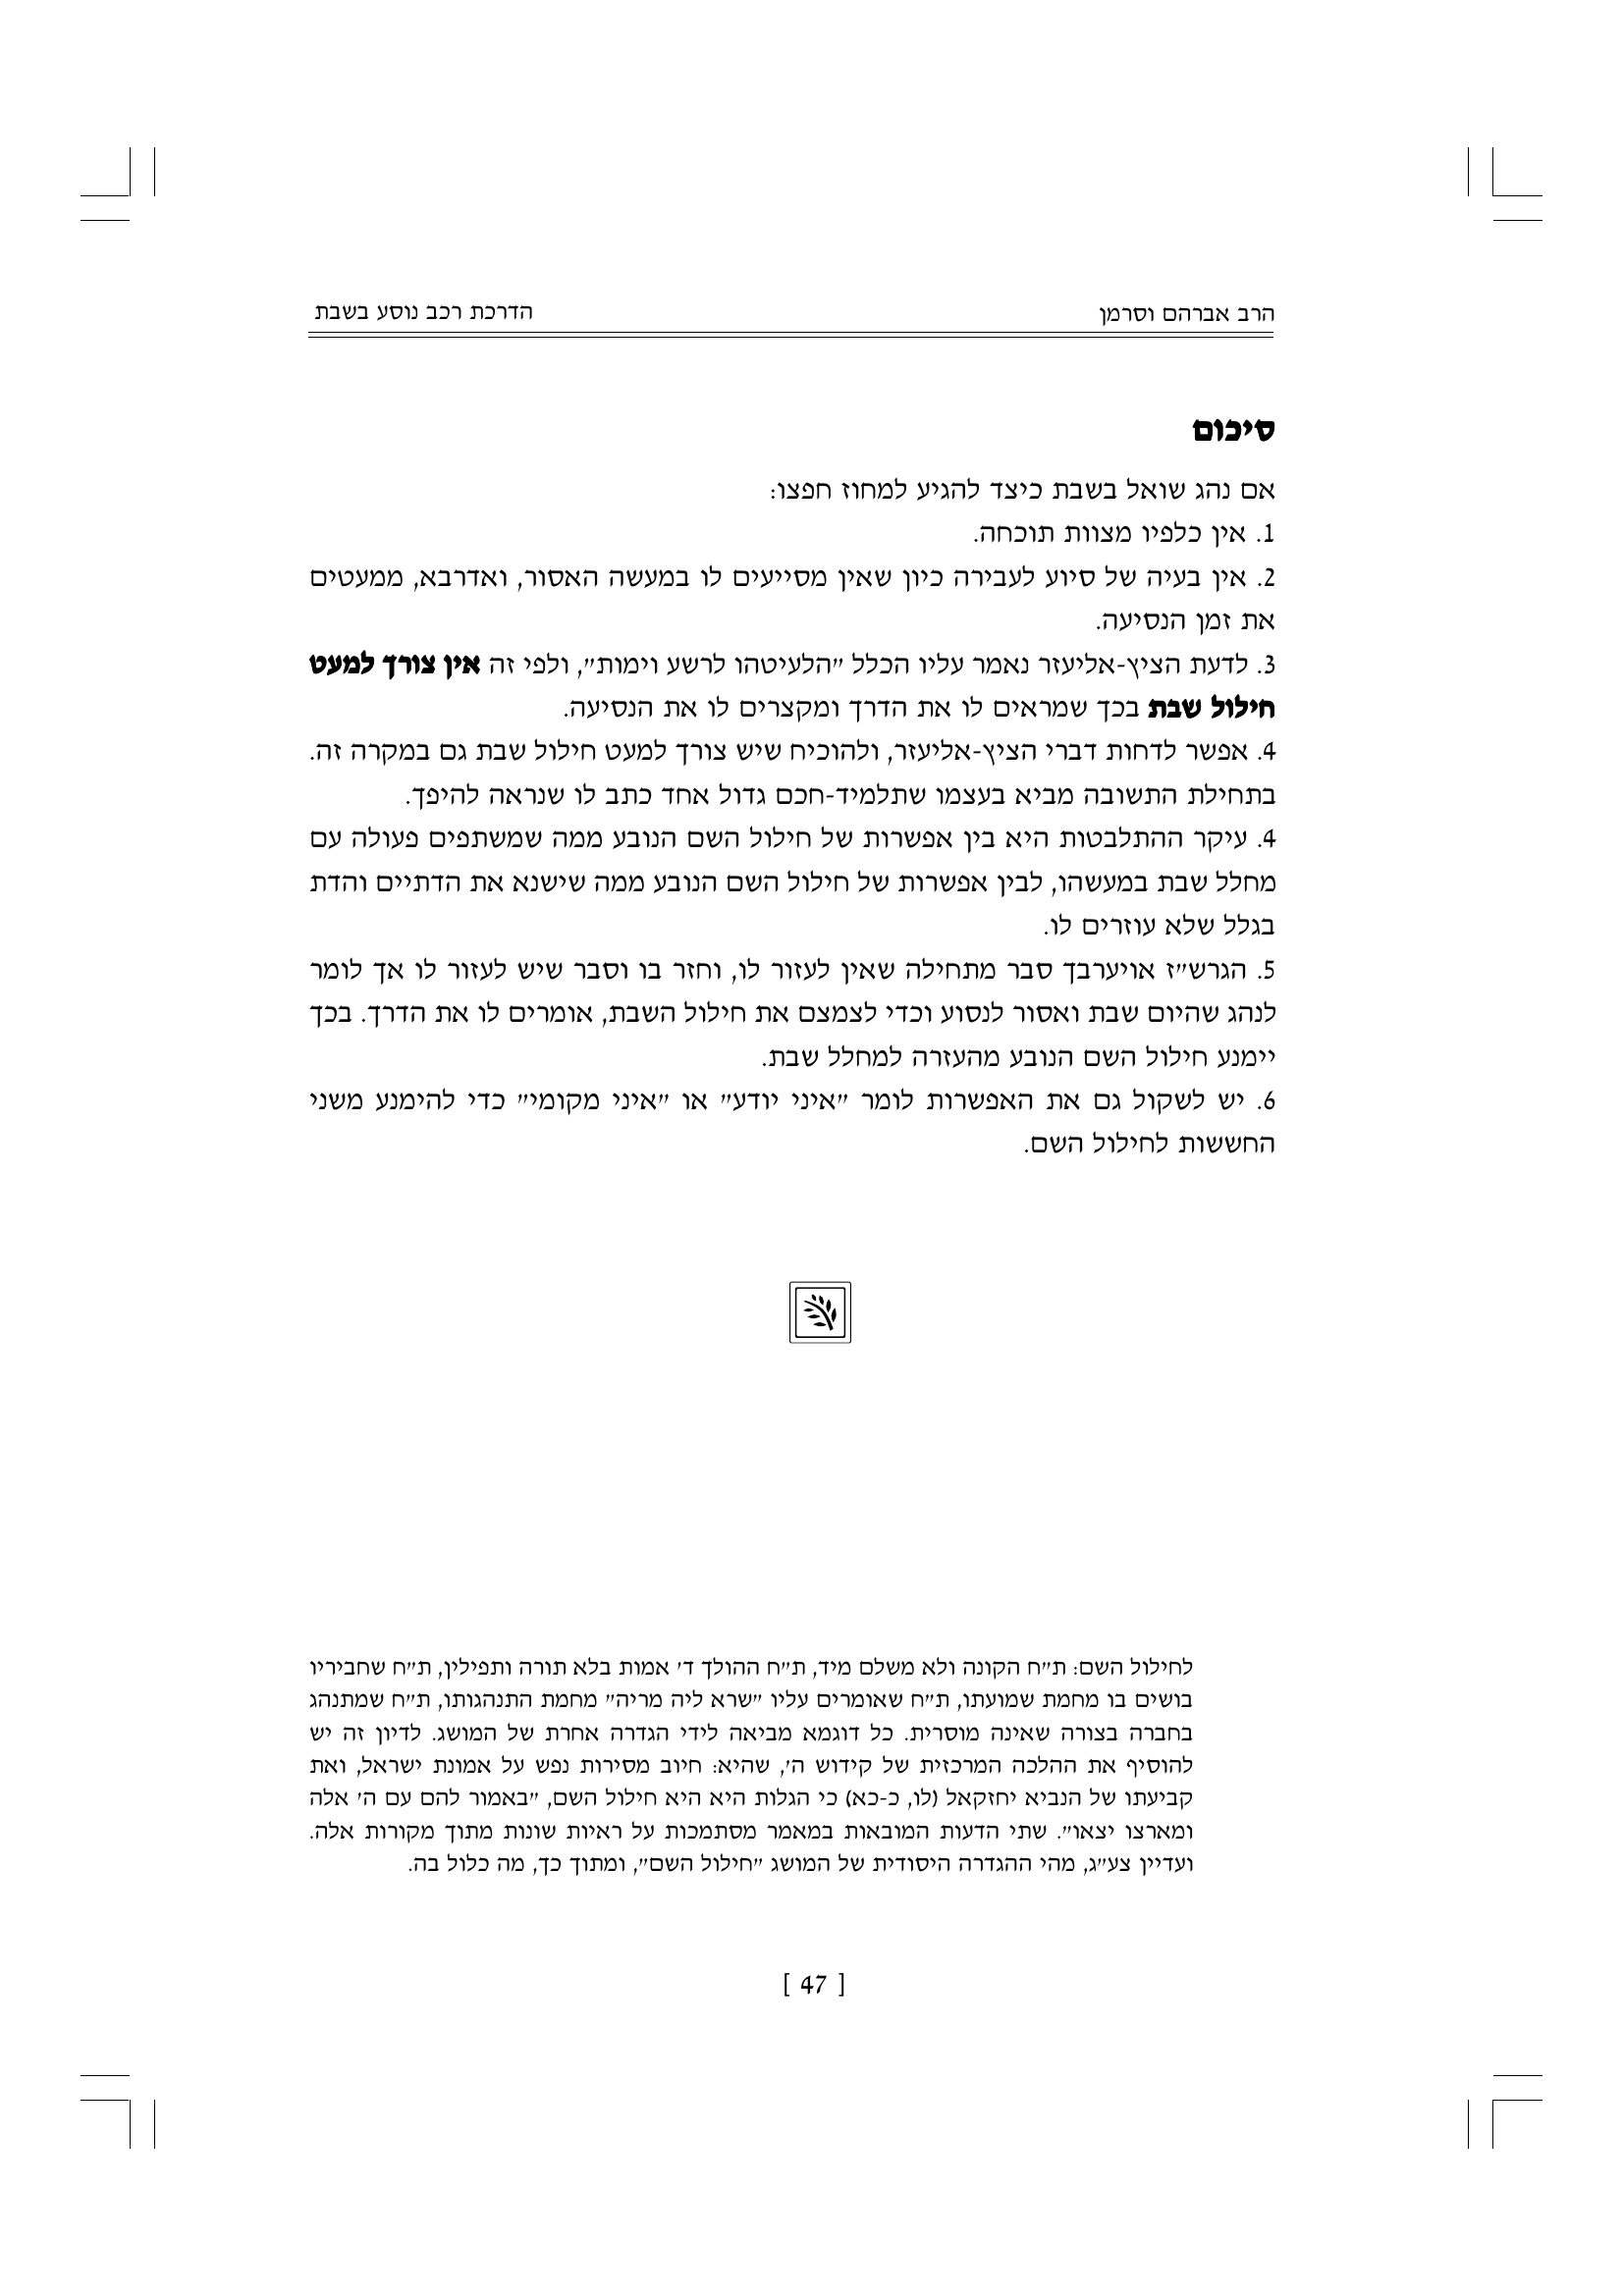 הרב אברהם וסרמן
הדרכת רכב נוסע בשבת
סיכום
אם נהג שואל בשבת כיצד להגיע למחוז חפצו:
1. אין כלפיו מצוות תוכחה.
2. אין בעיה של סיוע לעבירה כיון שאין מסייעים לו במעשה האסור, ואדרבא, ממעטים
את זמן הנסיעה.
3. לדעת הציץ-אליעזר נאמר עליו הכלל "הלעיטהו לרשע וימות", ולפי זה אין צורך למעט
חילול שבת בכך שמראים לו את הדרך ומקצרים לו את הנסיעה.
4. אפשר לדחות דברי הציץ-אליעזר, ולהוכיח שיש צורך למעט חילול שבת גם במקרה זה.
בתחילת התשובה מביא בעצמו שתלמיד-חכם גדול אחד כתב לו שנראה להיפך.
4. עיקר ההתלבטות היא בין אפשרות של חילול השם הנובע ממה שמשתפים פעולה עם
מחלל שבת במעשהו, לבין אפשרות של חילול השם הנובע ממה שישנא את הדתיים והדת
בגלל שלא עוזרים לו.
5. הגרש"ז אויערבך סבר מתחילה שאין לעזור לו, וחזר בו וסבר שיש לעזור לו אך לומר
לנהג שהיום שבת ואסור לנסוע וכדי לצמצם את חילול השבת, אומרים לו את הדרך. בכך
יימנע חילול השם הנובע מהעזרה למחלל שבת.
6. יש לשקול גם את האפשרות לומר "איני יודע" או "איני מקומי" כדי להימנע משני
החששות לחילול השם.
לחילול השם: ת"ח הקונה ולא משלם מיד, ת"ח ההולך ד' אמות בלא תורה ותפילין, ת"ח שחביריו
בושים בו מחמת שמועתו, ת"ח שאומרים עליו "שרא ליה מריה" מחמת התנהגותו, ת"ח שמתנהג
בחברה בצורה שאינה מוסרית. כל דוגמא מביאה לידי הגדרה אחרת של המושג. לדיון זה יש
להוסיף את ההלכה המרכזית של קידוש ה', שהיא: חיוב מסירות נפש על אמונת ישראל, ואת
קביעתו של הנביא יחזקאל (לו, כ-כא) כי הגלות היא היא חילול השם, "באמור להם עם ה' אלה
ומארצו יצאו". שתי הדעות המובאות במאמר מסתמכות על ראיות שונות מתוך מקורות אלה.
ועדיין צע"ג, מהי ההגדרה היסודית של המושג "חילול השם", ומתוך כך, מה כלול בה.
[ 47 ]